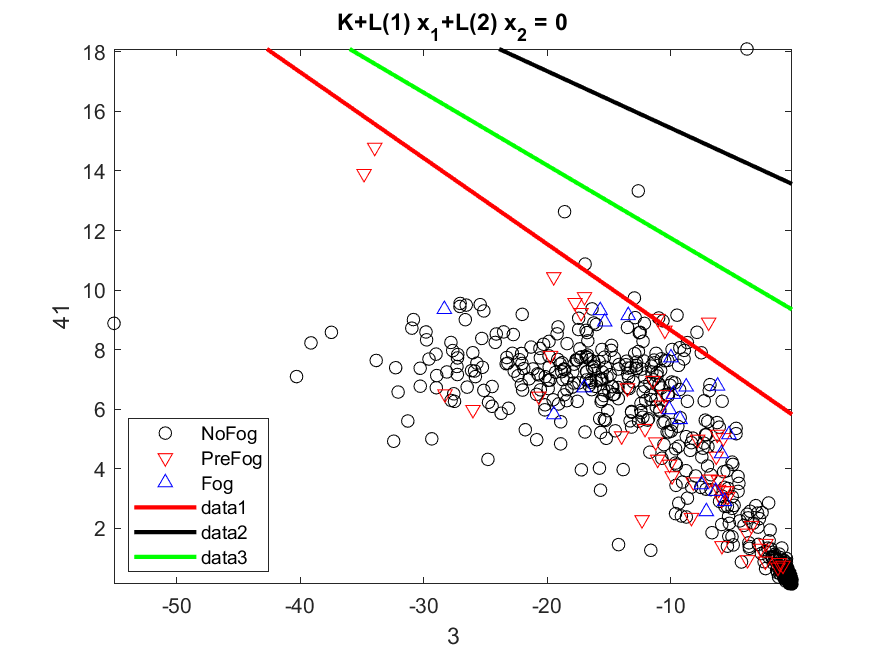 K+L(1) x1+L(2) x2 = 0
18
16
14
12
10
8
6
4
2
41
NoFog
PreFog
Fog
data1
data2
data3
-50 -40 -30 -20 -10
3